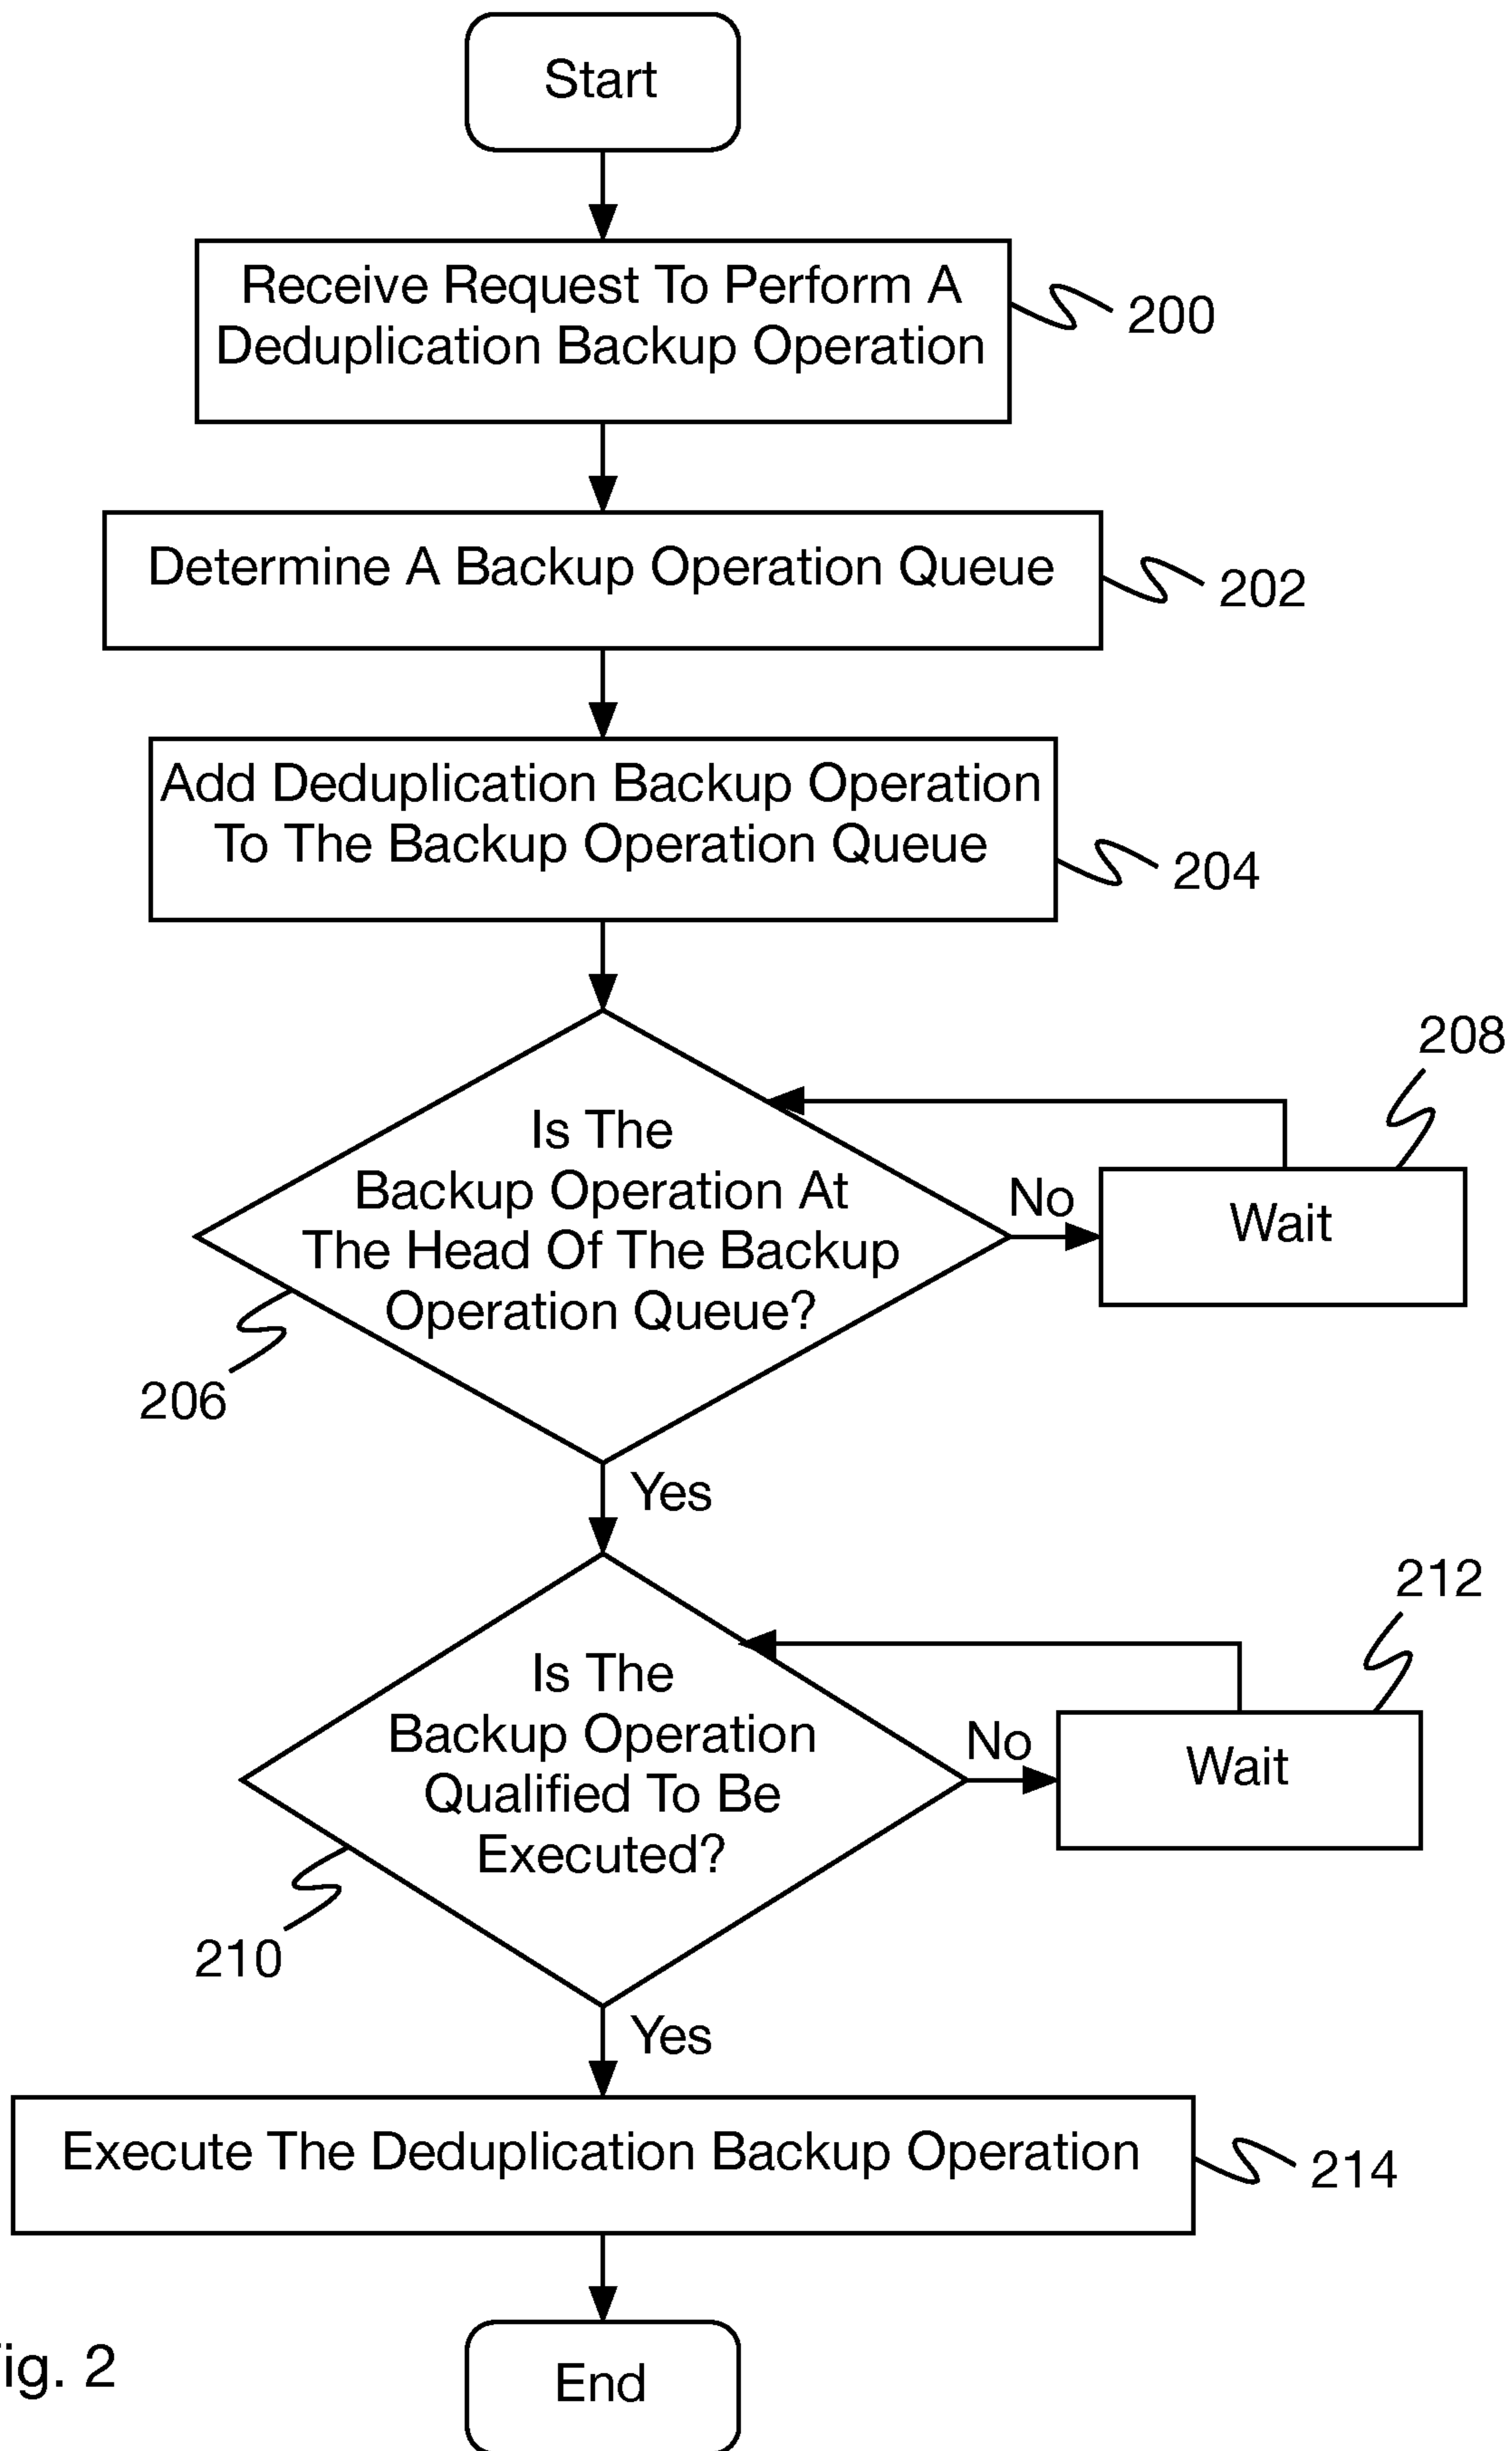 Start
Receive Request To Perform A
Deduplication Backup Operation
200
Determine A Backup Operation Queue
202
Add Deduplication Backup Operation
To The Backup Operation Queue
204
208
Is The
Backup Operation At
The Head Of The Backup
Operation Queue?
No
Wait
206
Yes
212
Is The
Backup Operation
Qualified To Be
Executed?
No
Wait
210
Yes
Execute The Deduplication Backup Operation
214
ig. 2
End